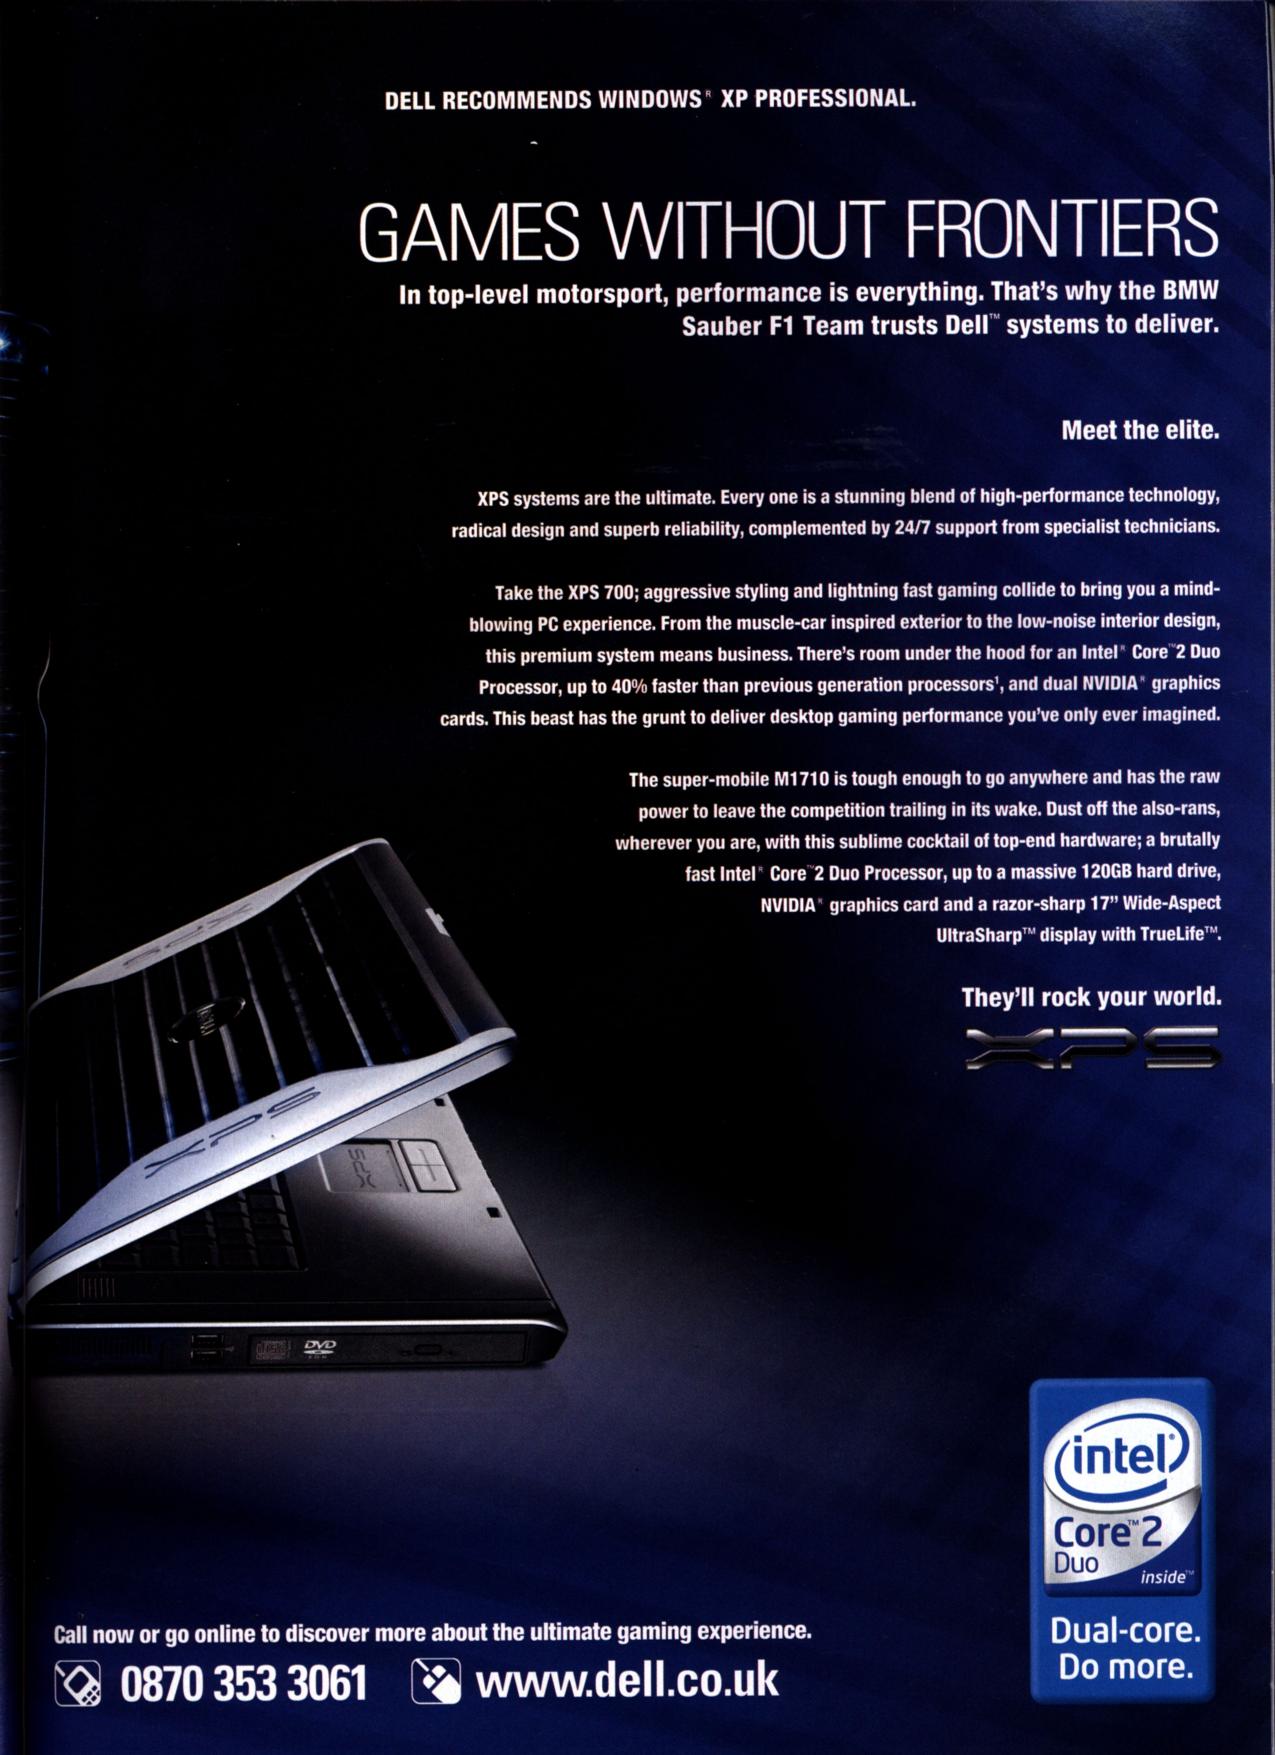 DELL RECOMMENDS WINDOWS® XP PROFESSIONAL.
GAMES WITHOUT FRONTIERS
In top-level motorsport, performance is everything. That's why the BMW
Sauber F1 Team trusts Dell™ systems to deliver.
Meet the elite.
XPS systems are the ultimate. Every one is a stunning blend of high-performance technology,
radical design and superb reliability, complemented by 24/7 support from specialist technicians.
Take the XPS 700; aggressive styling and lightning fast gaming collide to bring you a mind-
blowing PC experience. From the muscle-car inspired exterior to the low-noise interior design,
this premium system means business. There's room under the hood for an Intel® Core™2 Duo
Processor, up to 40% faster than previous generation processors¹, and dual NVIDIA® graphics
cards. This beast has the grunt to deliver desktop gaming performance you've only ever imagined.
The super-mobile M1710 is tough enough to go anywhere and has the raw
power to leave the competition trailing in its wake. Dust off the also-rans,
wherever you are, with this sublime cocktail of top-end hardware; a brutally
fast Intel® Core™2 Duo Processor, up to a massive 120GB hard drive,
NVIDIA® graphics card and a razor-sharp 17" Wide-Aspect
UltraSharp™ display with TrueLife™.
They'll rock your world.
XPS
XPS
DELL
XPS
XPS
DVD
intel®
Core™2
Duo
inside™
Dual-core.
Do more.
Call now or go online to discover more about the ultimate gaming experience.
0870 353 3061 www.dell.co.uk